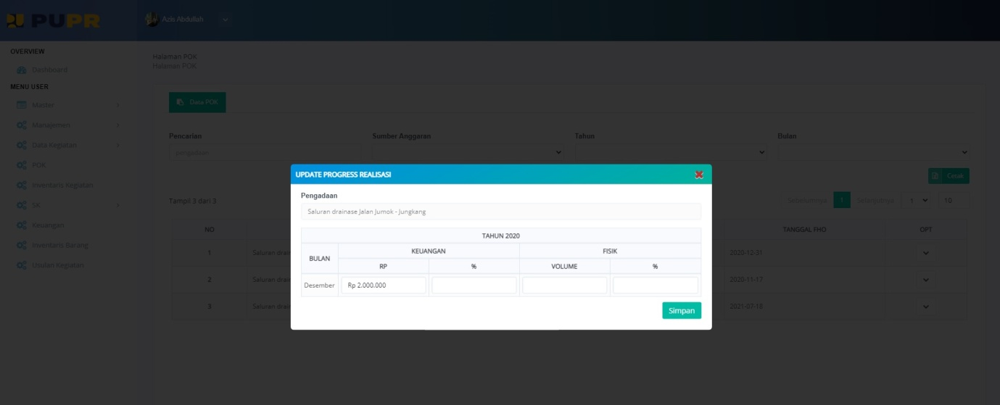 PUPR
Azis Abdullah
OVERVIEW
Dashboard
MENU USER
Master
Manajemen
Data Kegiatan
POK
Inventaris Kegiatan
SK
Keuangan
Inventaris Barang
Usulan Kegiatan
Halaman POK
Halaman POK
Data POK
Pencarian Sumber Anggaran Tahun Bulan
pengadaan
Cetak
Tampil 3 dari 3 Sebelumnya 1 Selanjutnya 1 10
NO TANGGAL FHO OPT
1 Saluran drain 2020-12-31
2 Saluran drain 2020-11-17
3 Saluran drain 2021-07-18
UPDATE PROGRESS REALISASI
Pengadaan
Saluran drainase Jalan Jumok - Jungkang
TAHUN 2020
BULAN KEUANGAN FISIK
RP % VOLUME %
Desember Rp 2.000.000
Simpan